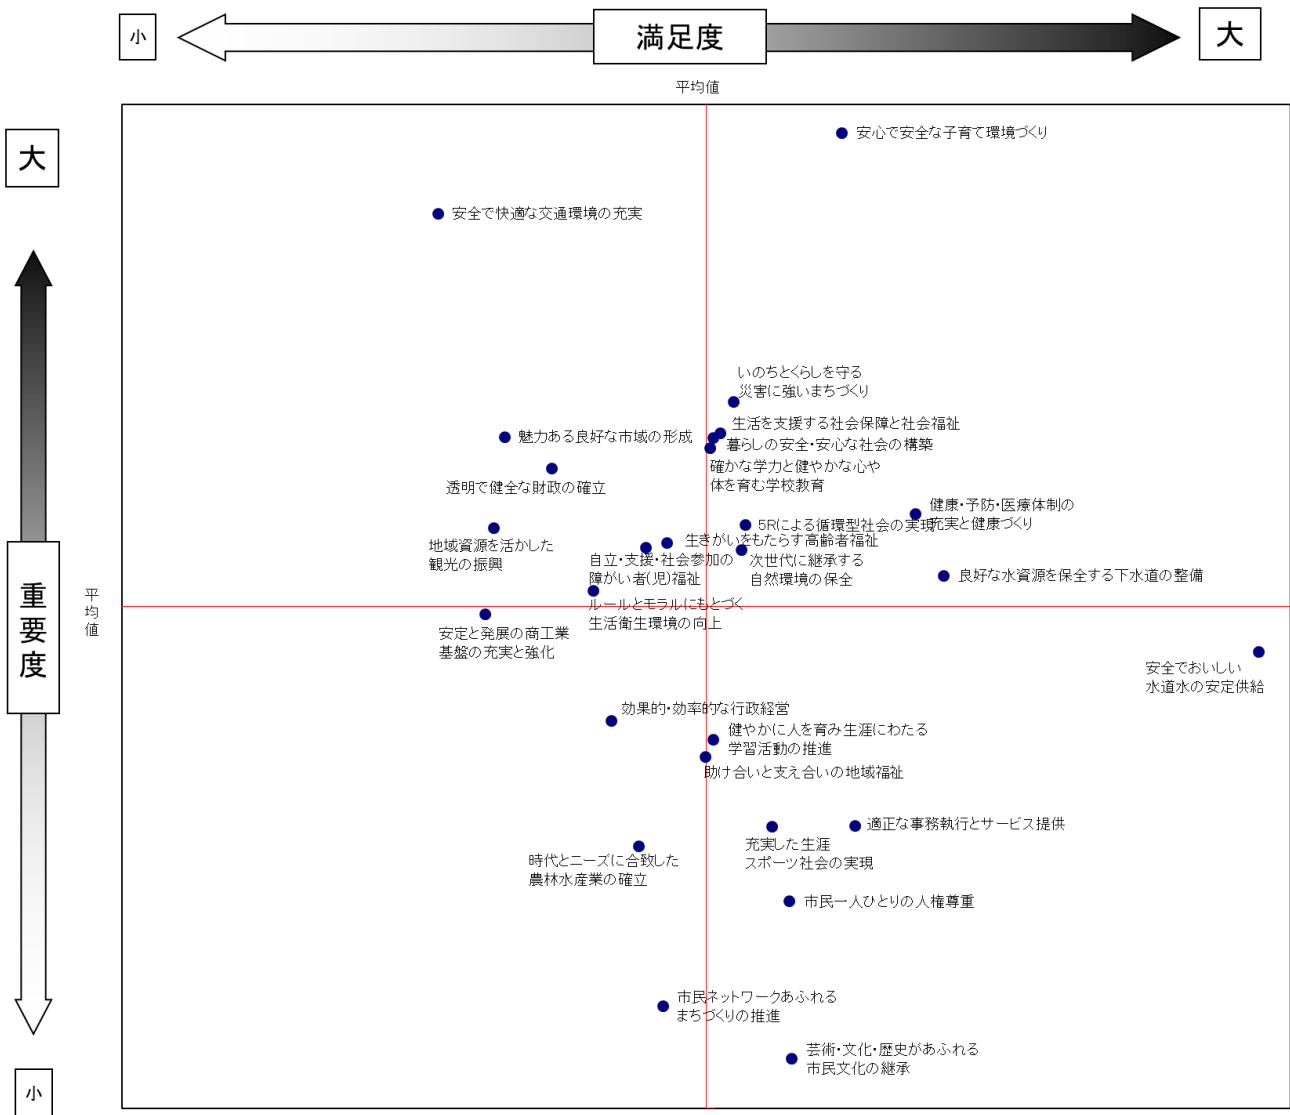 小
満足度
大
平均値
大
安心で安全な子育て環境づくり
安全で快適な交通環境の充実
いのちとくらしを守る
災害に強いまちづくり
生活を支援する社会保障と社会福祉
魅力ある良好な市域の形成
暮らしの安全・安心な社会の構築
確かな学力と健やかな心や
体を育む学校教育
透明で健全な財政の確立
健康・予防・医療体制の
充実と健康づくり
5Rによる循環型社会の実現
地域資源を活かした
観光の振興
生きがいをもたらす高齢者福祉
自立・支援・社会参加の
障がい者(児)福祉
次世代に継承する
自然環境の保全
良好な水資源を保全する下水道の整備
重要度
平均値
ルールとモラルにもとづく
生活衛生環境の向上
安定と発展の商工業
基盤の充実と強化
安全でおいしい
水道水の安定供給
効果的・効率的な行政経営
健やかに人を育み生涯にわたる
学習活動の推進
助け合いと支え合いの地域福祉
適正な事務執行とサービス提供
充実した生涯
スポーツ社会の実現
時代とニーズに合致した
農林水産業の確立
市民一人ひとりの人権尊重
市民ネットワークあふれる
まちづくりの推進
芸術・文化・歴史があふれる
市民文化の継承
小